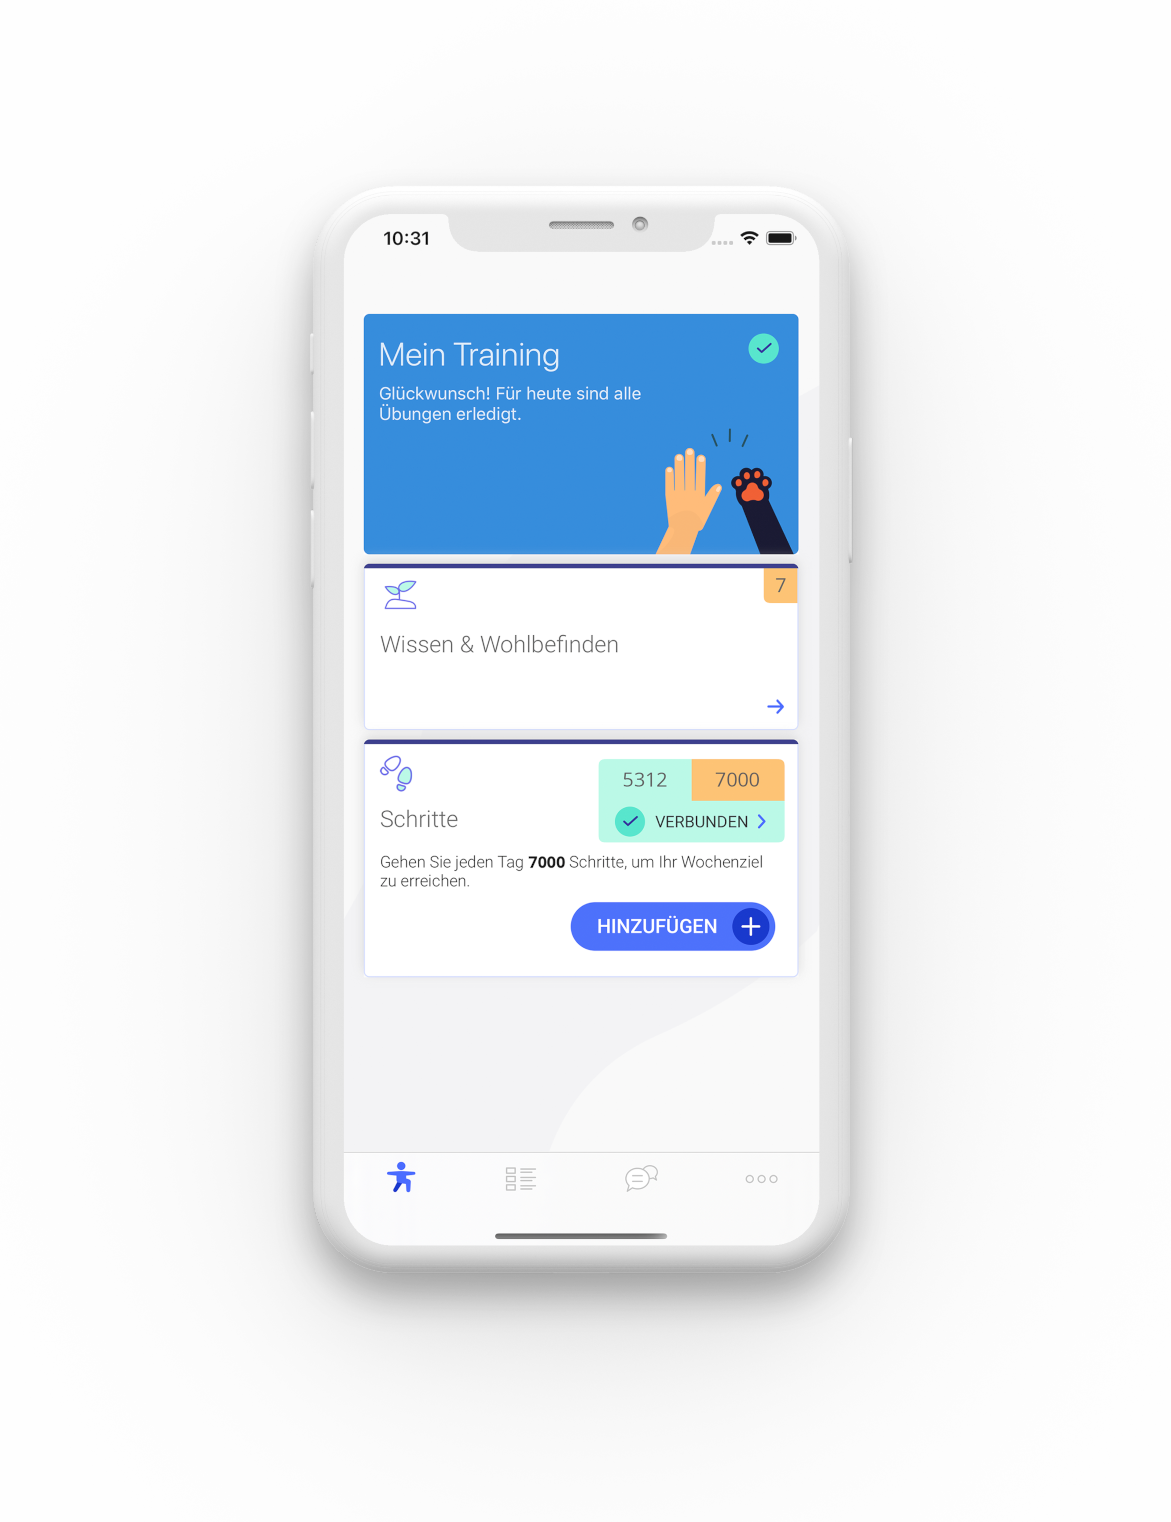 10:31
Mein Training
Glückwunsch! Für heute sind alle
Übungen erledigt.
7
Wissen & Wohlbefinden
5312 7000
Schritte
VERBUNDEN
Gehen Sie jeden Tag 7000 Schritte, um Ihr Wochenziel
zu erreichen.
HINZUFÜGEN